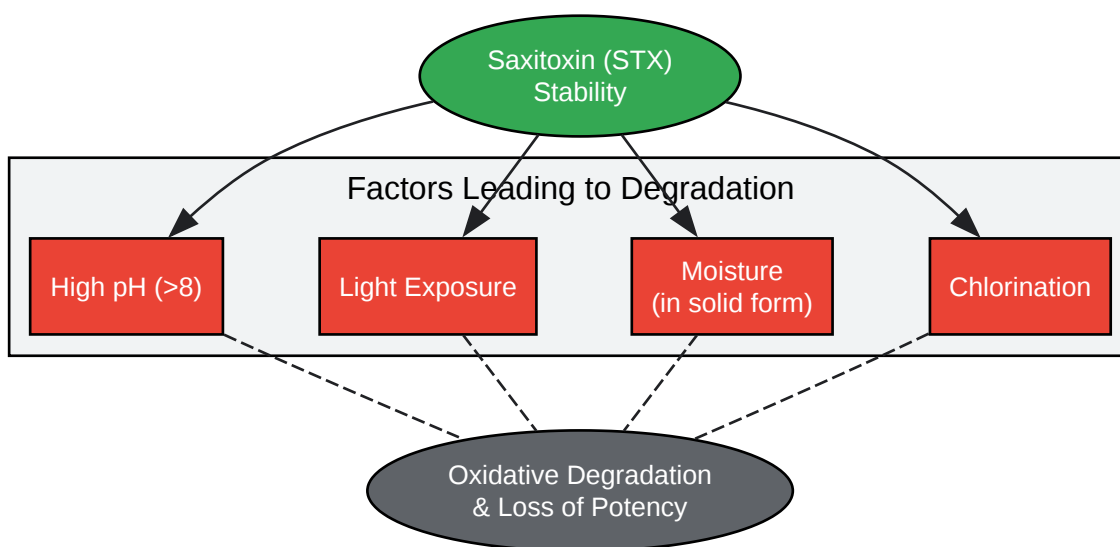 Saxitoxin (STX)
Stability
Factors Leading to Degradation
High pH (>8)
Light Exposure
Moisture
(in solid form)
Chlorination
Oxidative Degradation
& Loss of Potency